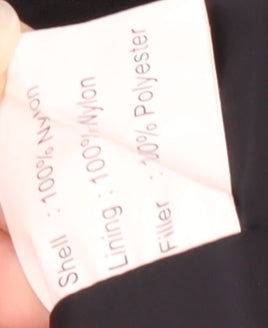 Shell : 100% Nylon
Lining : 100% Nylon
Filler : 100% Polyester